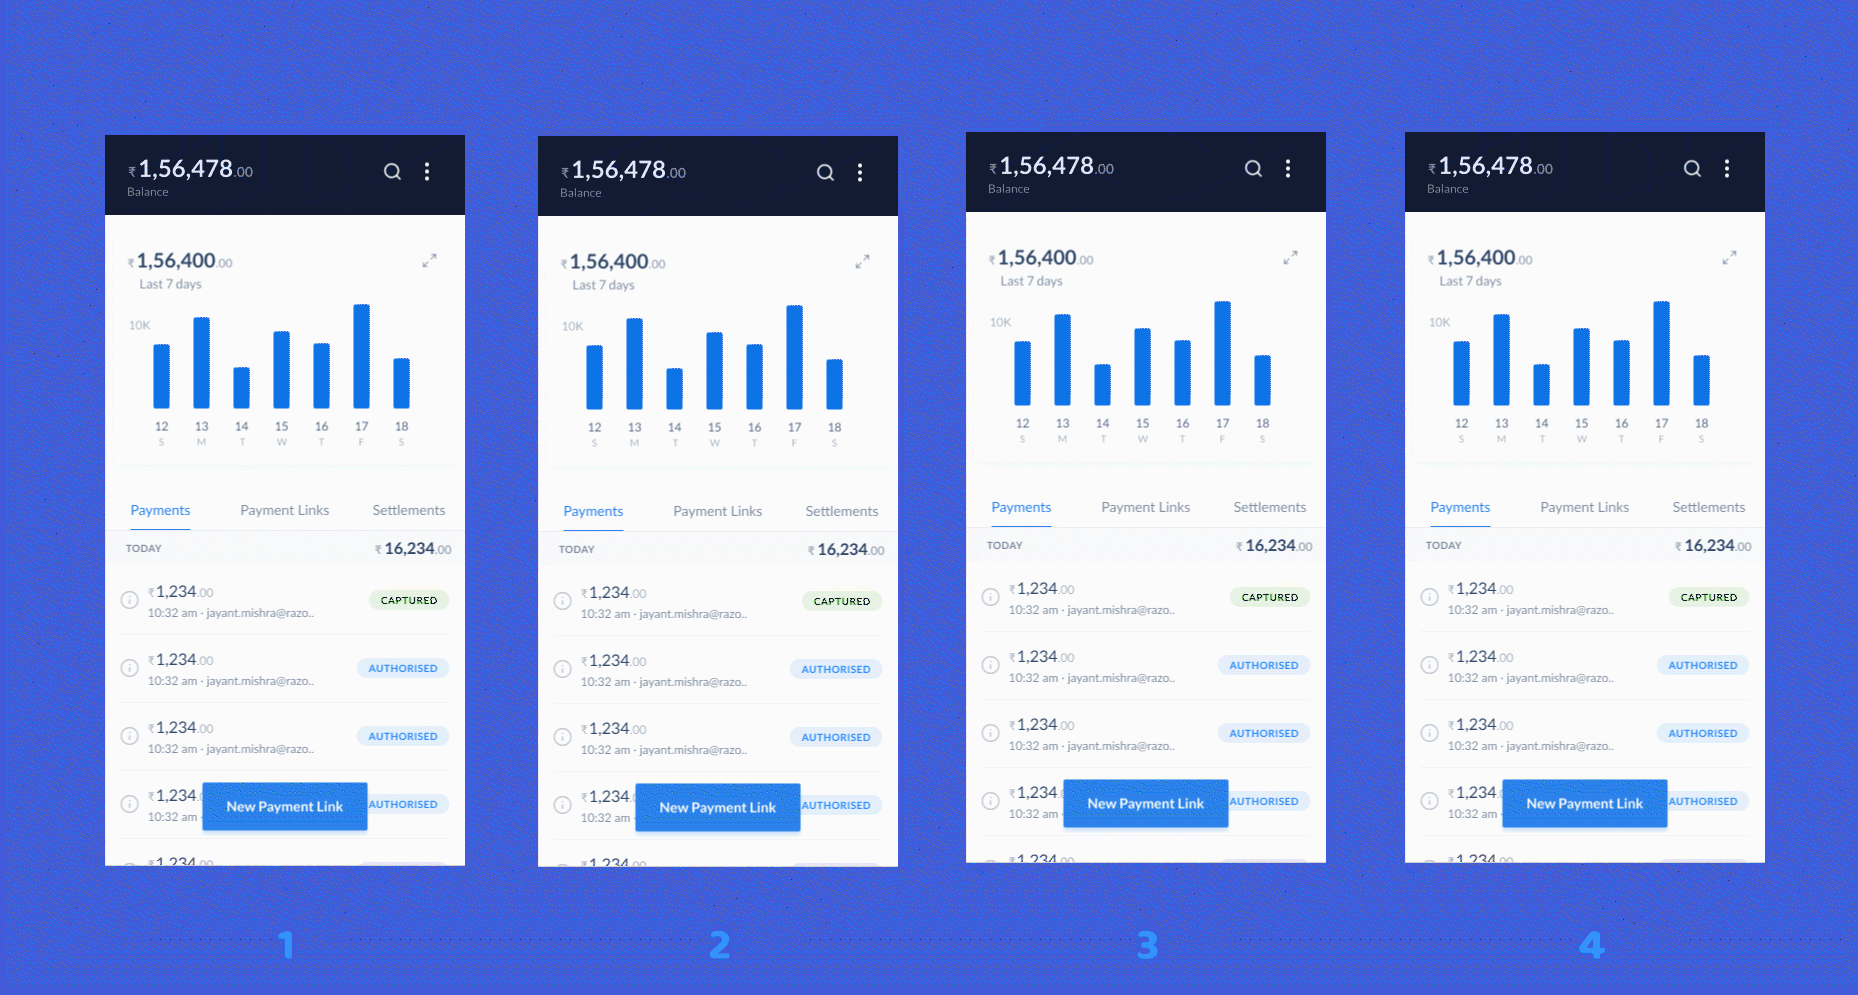 ₹1,56,478.00
Balance
₹1,56,400.00
Last 7 days
10K
12 13 14 15 16 17 18
S M T W T F S
Payments Payment Links Settlements
TODAY ₹16,234.00
₹1,234.00
10:32 am · jayant.mishra@razo..
CAPTURED
₹1,234.00
10:32 am · jayant.mishra@razo..
AUTHORISED
₹1,234.00
10:32 am · jayant.mishra@razo..
AUTHORISED
₹1,234.
10:32 am
AUTHORISED
New Payment Link
₹1,234.00
1
₹1,56,478.00
Balance
₹1,56,400.00
Last 7 days
10K
12 13 14 15 16 17 18
S M T W T F S
Payments Payment Links Settlements
TODAY ₹16,234.00
₹1,234.00
10:32 am · jayant.mishra@razo..
CAPTURED
₹1,234.00
10:32 am · jayant.mishra@razo..
AUTHORISED
₹1,234.00
10:32 am · jayant.mishra@razo..
AUTHORISED
₹1,234.
10:32 am
AUTHORISED
New Payment Link
₹1,234.00
2
₹1,56,478.00
Balance
₹1,56,400.00
Last 7 days
10K
12 13 14 15 16 17 18
S M T W T F S
Payments Payment Links Settlements
TODAY ₹16,234.00
₹1,234.00
10:32 am · jayant.mishra@razo..
CAPTURED
₹1,234.00
10:32 am · jayant.mishra@razo..
AUTHORISED
₹1,234.00
10:32 am · jayant.mishra@razo..
AUTHORISED
₹1,234.
10:32 am
AUTHORISED
New Payment Link
₹1,234.00
3
₹1,56,478.00
Balance
₹1,56,400.00
Last 7 days
10K
12 13 14 15 16 17 18
S M T W T F S
Payments Payment Links Settlements
TODAY ₹16,234.00
₹1,234.00
10:32 am · jayant.mishra@razo..
CAPTURED
₹1,234.00
10:32 am · jayant.mishra@razo..
AUTHORISED
₹1,234.00
10:32 am · jayant.mishra@razo..
AUTHORISED
₹1,234.
10:32 am
AUTHORISED
New Payment Link
₹1,234.00
4